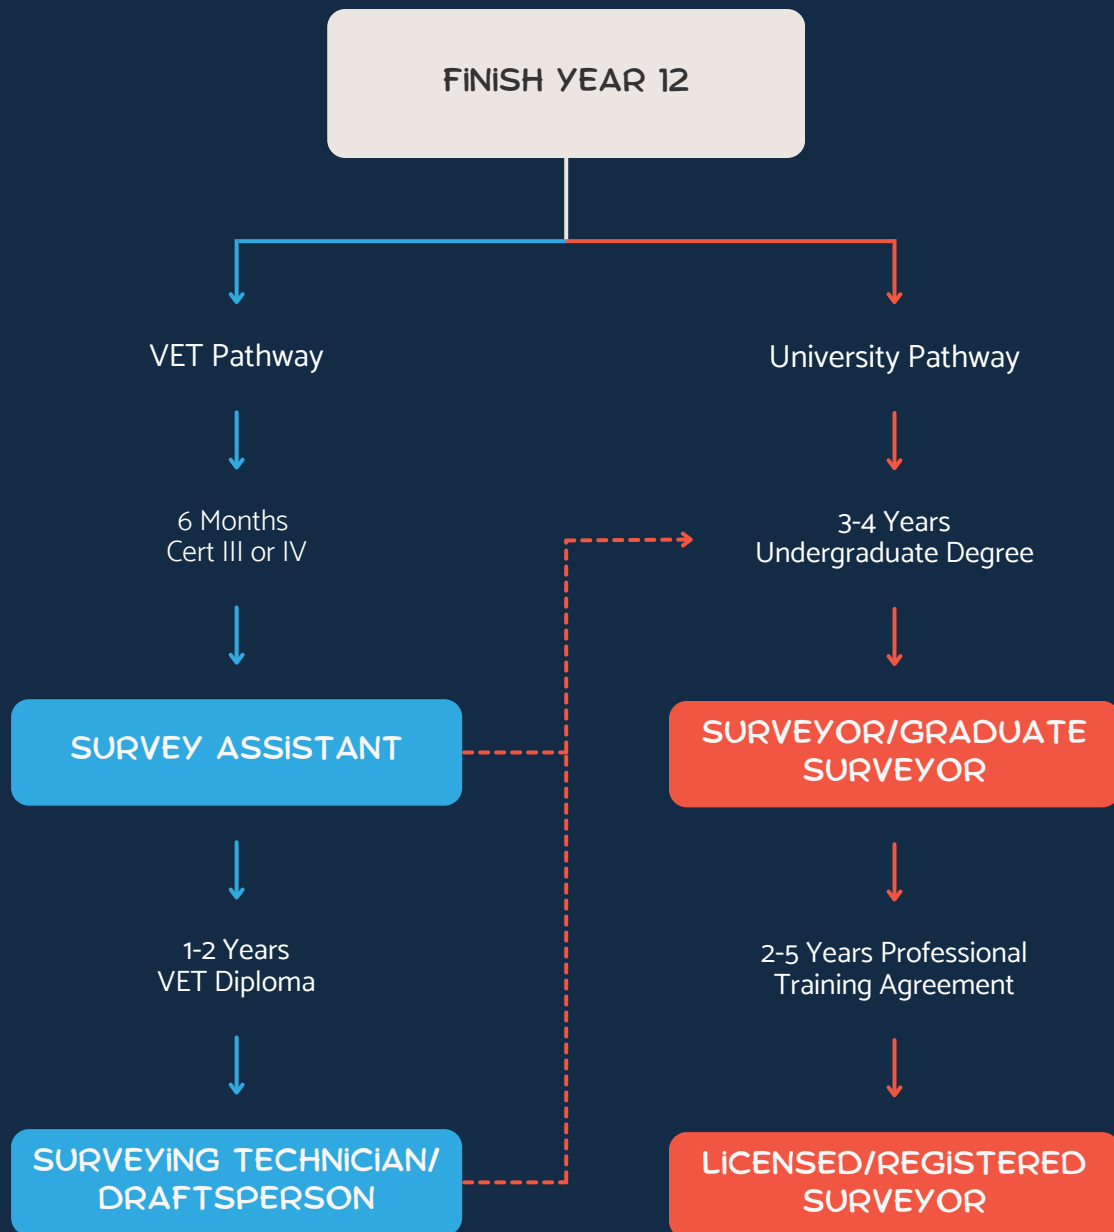 FINISH YEAR 12
VET Pathway
University Pathway
6 Months
Cert III or IV
3-4 Years
Undergraduate Degree
SURVEY ASSISTANT
SURVEYOR/GRADUATE
SURVEYOR
1-2 Years
VET Diploma
2-5 Years Professional
Training Agreement
SURVEYING TECHNICIAN/
DRAFTSPERSON
LICENSED/REGISTERED
SURVEYOR